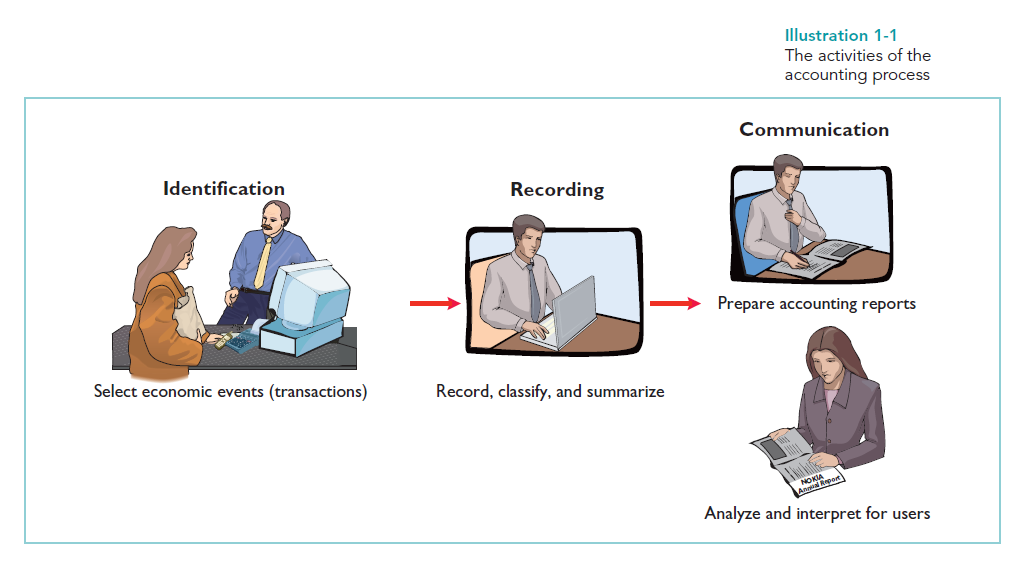 Illustration 1-1
The activities of the
accounting process
Identification
Select economic events (transactions)
Recording
Record, classify, and summarize
Communication
Prepare accounting reports
NOKIA
Annual Report
Analyze and interpret for users